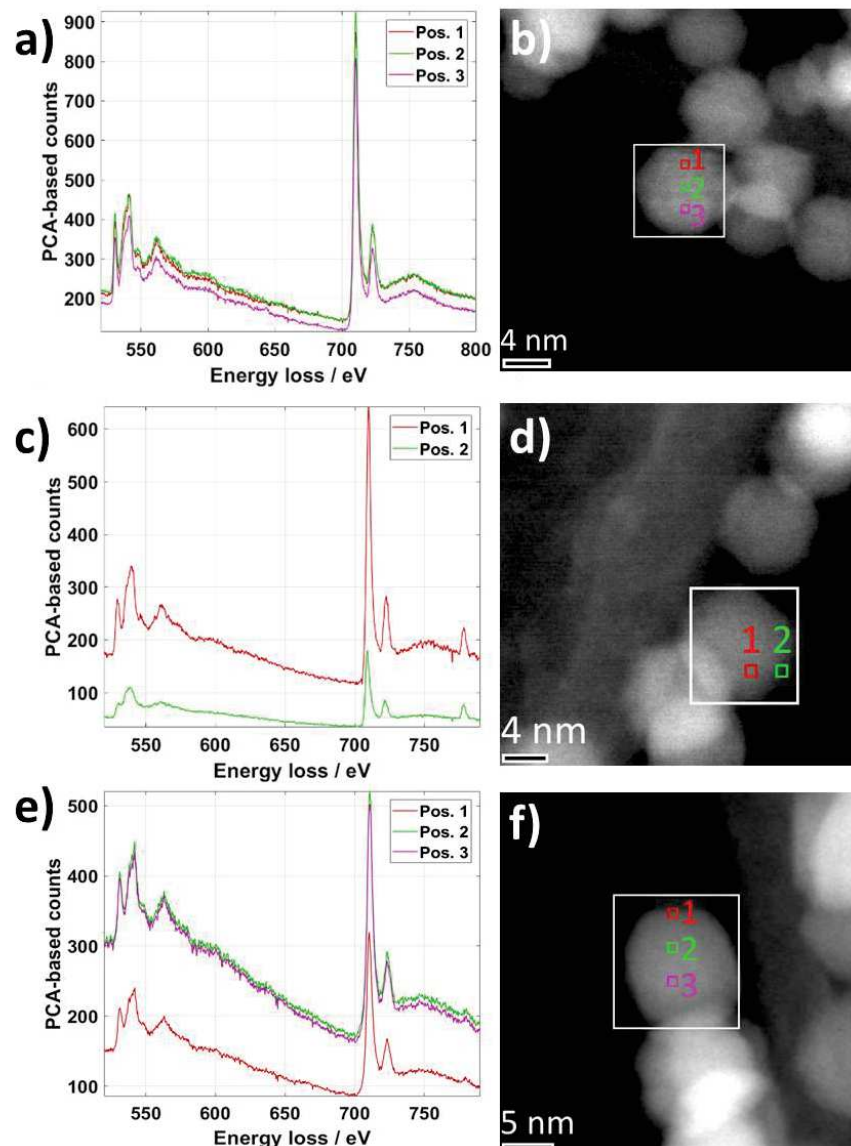 a)
PCA-based counts
900
800
700
600
500
400
300
200
Pos. 1
Pos. 2
Pos. 3
550 600 650 700 750 800
Energy loss / eV
b)
1
2
3
4 nm
c)
PCA-based counts
600
500
400
300
200
100
Pos. 1
Pos. 2
550 600 650 700 750
Energy loss / eV
d)
1 2
4 nm
e)
PCA-based counts
500
400
300
200
100
Pos. 1
Pos. 2
Pos. 3
550 600 650 700 750
Energy loss / eV
f)
1
2
3
5 nm